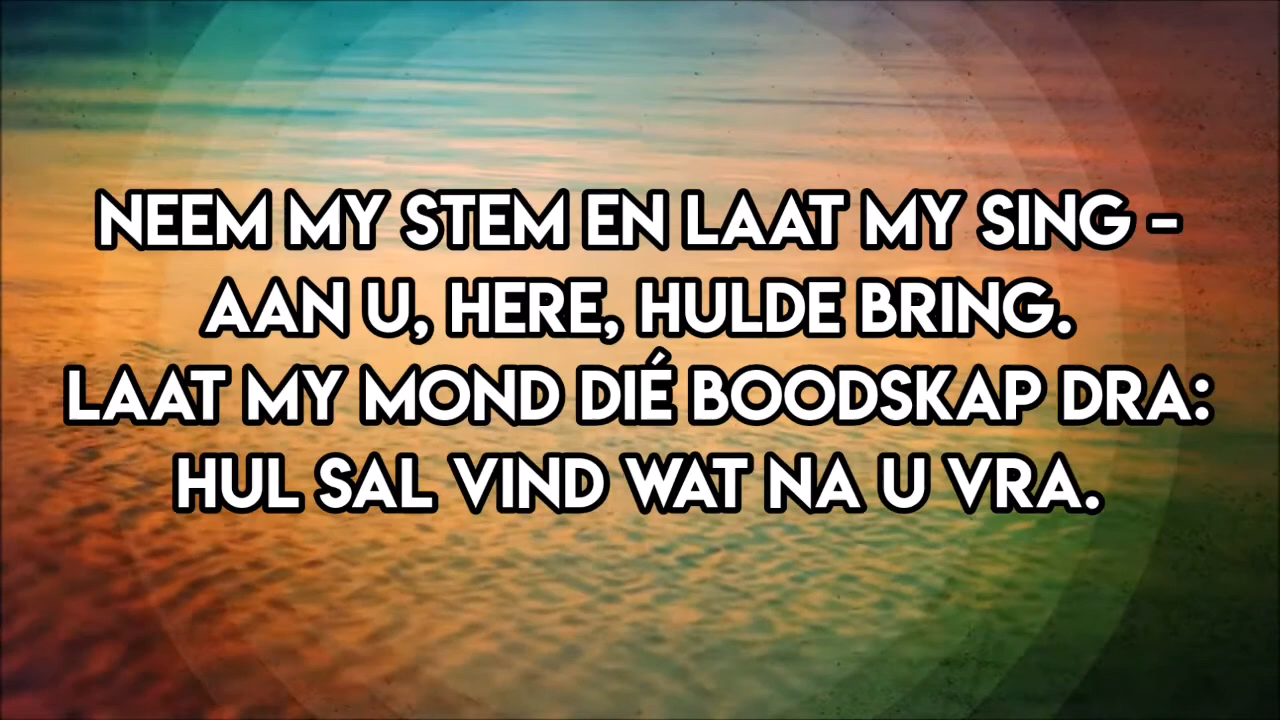 NEEM MY STEM EN LAAT MY SING -
AAN U, HERE, HULDE BRING.
LAAT MY MOND DIÉ BOODSKAP DRA:
HUL SAL VIND WAT NA U VRA.